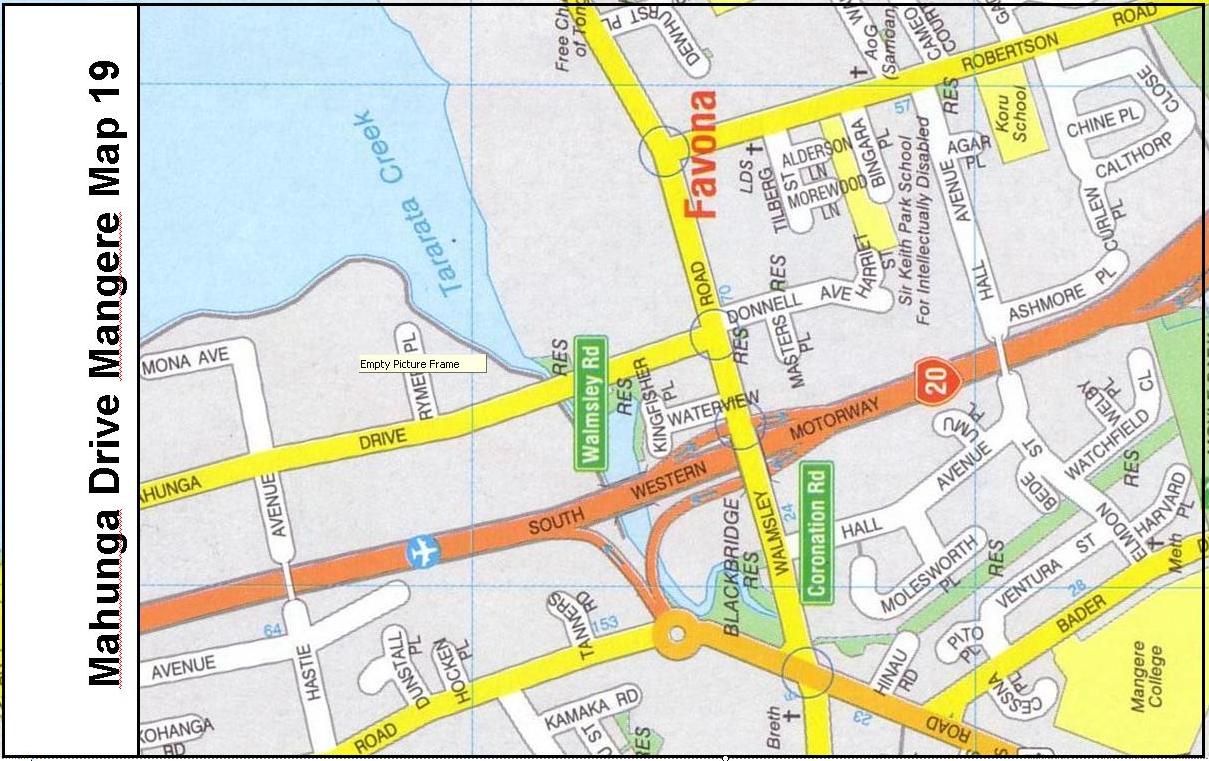 Mahunga Drive Mangere Map 19
Free Ch
of Tong
RST PL
DEWHURST
AoG
(Samoan)
CAMEO
COURT
ROBERTSON
ROAD
RES
57
Koru
School
CLOSE
CHINE PL
CALTHORP
CURLEW
PL
Tararata Creek
Favona
LDS
TILBERG
ST
ALDERSON
LN
MOREWOOD
LN
BINGARA
PL
AGAR
PL
AVENUE
HALL
Sir Keith Park School
For Intellectually Disabled
HARRIET
ST
ROAD
70
DONNELL AVE
RES
MASTERS
PL
RES
ASHMORE PL
MONA AVE
RYMER PL
Empty Picture Frame
RES
Walmsley Rd
RES
KINGFISHER
PL
WATERVIEW
MOTORWAY
20
DRIVE
AHUNGA
AVENUE
SOUTH
WESTERN
WALMSLEY
24
Coronation Rd
BLACKBRIDGE
RES
HALL
AVENUE
UMU PL
WELBY
PL
WATCHFIELD
CL
BEDE
S
RES
ELMDON
ST
HARVARD
PL
Meth
MOLESWORTH
PL
RES
VENTURA
28
BADER
D
64
AVENUE
HASTIE
DUNSTALL
PL
HOGKEN
PL
TANNERS
RD
153
ROAD
KOHANGA
RD
KAMAKA RD
U ST
RES
Breth
23
HINAU
RD
PITO
PL
CESSNA
PL
ROAD
Mangere
College